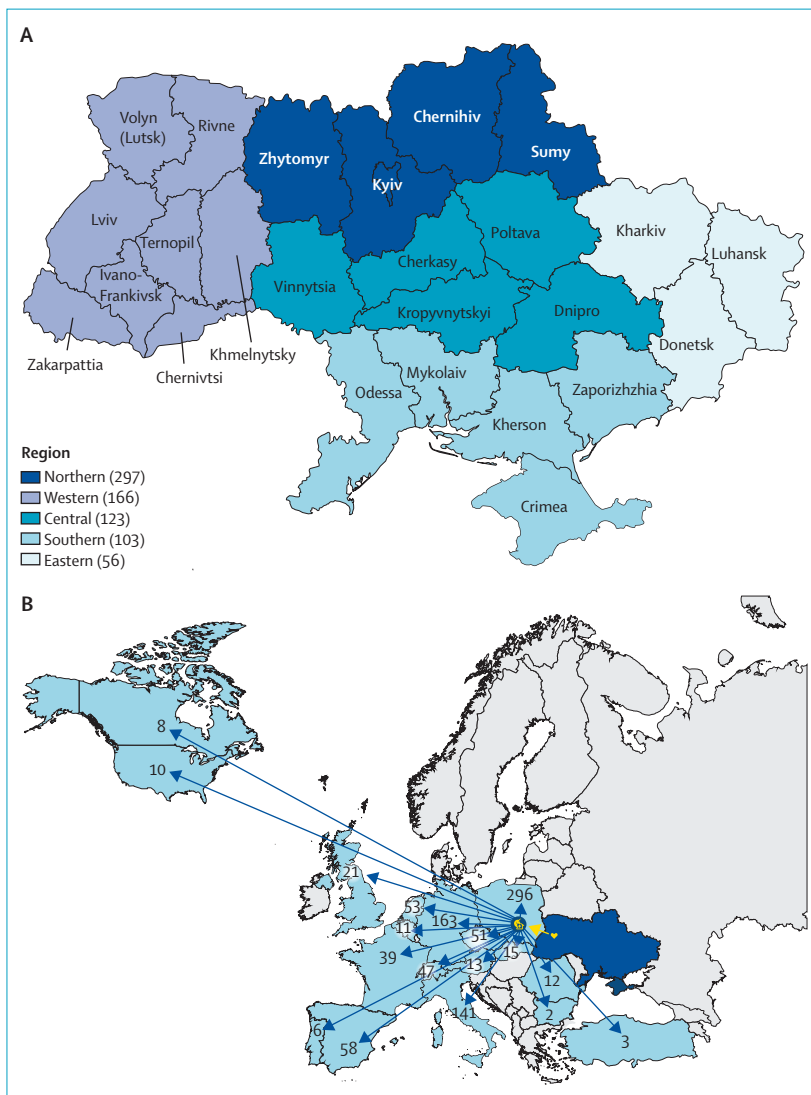 A
Volyn
(Lutsk)
Rivne
Zhytomyr
Chernihiv
Kyiv
Sumy
Lviv
Ternopil
Ivano-
Frankivsk
Vinnytsia
Cherkasy
Poltava
Kharkiv
Luhansk
Kropyvnytskyi
Dnipro
Donetsk
Zakarpattia
Chernivtsi
Khmelnytsky
Odessa
Mykolaiv
Zaporizhzhia
Kherson
Crimea
Region
Northern (297)
Western (166)
Central (123)
Southern (103)
Eastern (56)
B
8
10
21
296
53
163
11
51
39
15
47
13
12
141
2
6
58
3